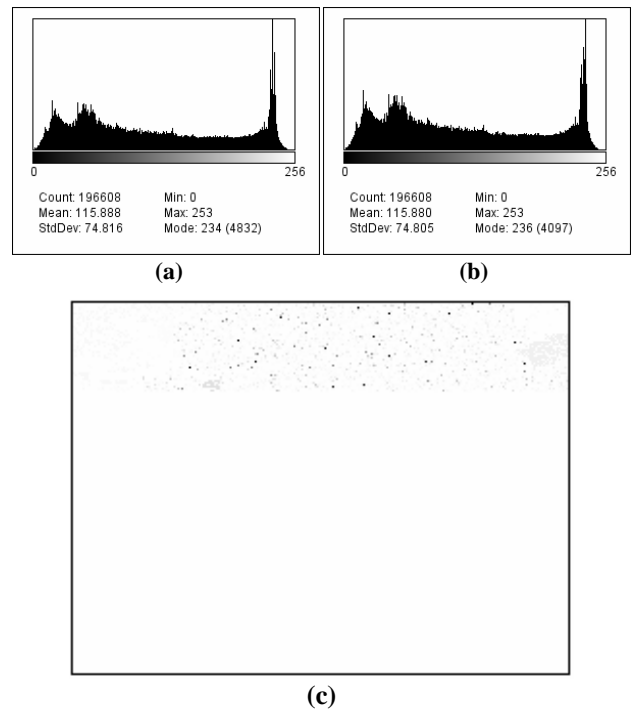 0 256
Count: 196608 Min: 0
Mean: 115.888 Max: 253
StdDev: 74.816 Mode: 234 (4832)
(a)
0 256
Count: 196608 Min: 0
Mean: 115.880 Max: 253
StdDev: 74.805 Mode: 236 (4097)
(b)
(c)